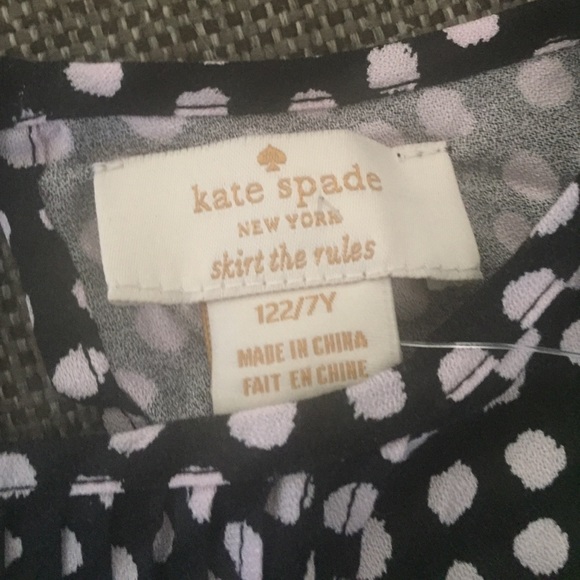 kate spade
NEW YORK
skirt the rules
122/7Y
MADE IN CHINA
FAIT EN CHINE